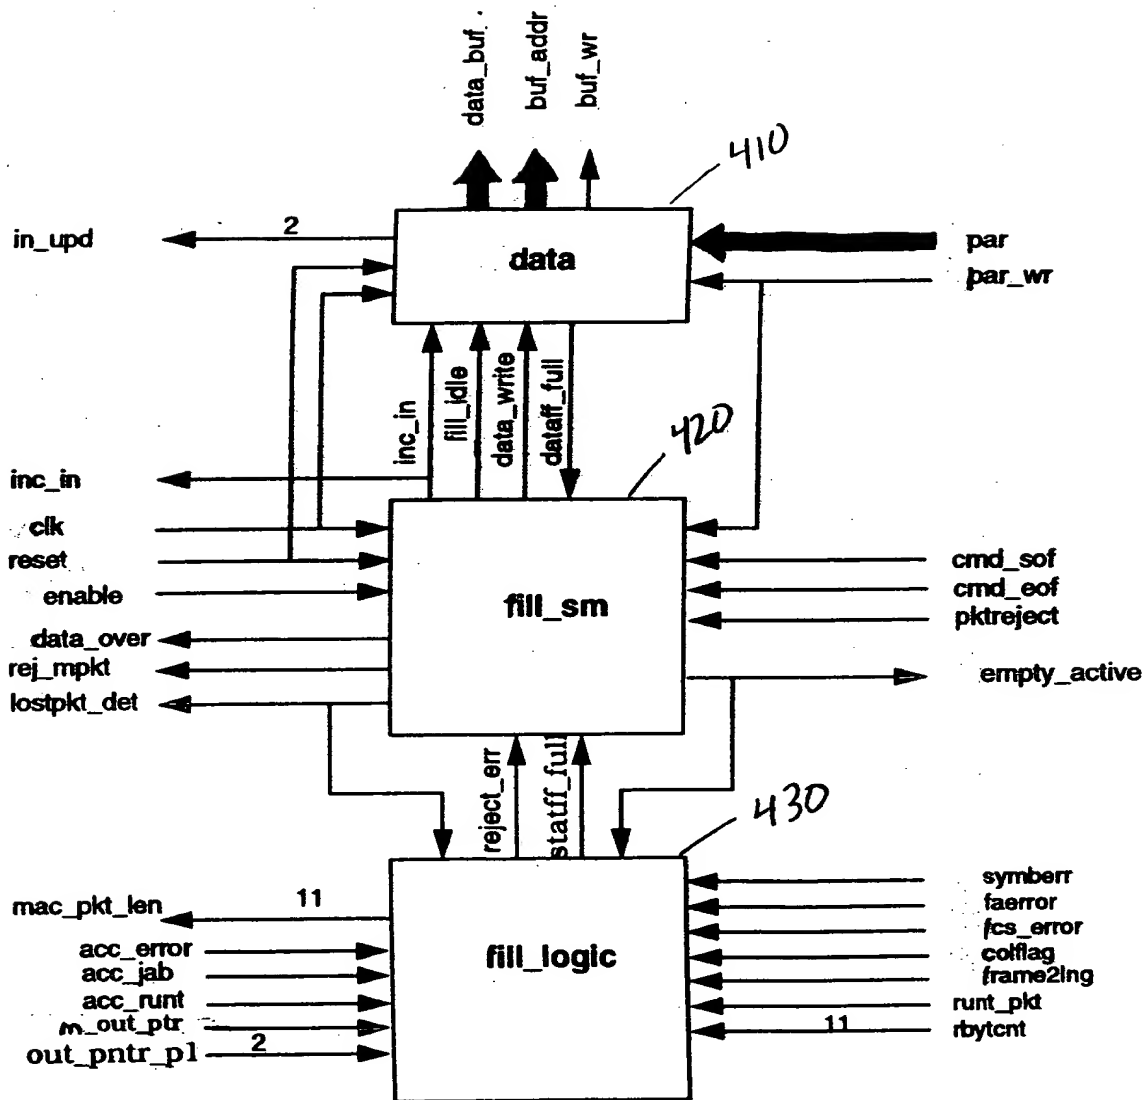 data_buf.
buf_addr
buf_wr
410
in_upd
2
data
par
par_wr
inc_in
fill_idle
data_write
dataff_full
420
inc_in
clk
reset
enable
fill_sm
cmd_sof
cmd_eof
pktreject
data_over
rej_mpkt
lostpkt_det
empty_active
reject_err
statff_full
430
mac_pkt_len
11
acc_error
acc_jab
acc_runt
m_out_ptr
out_pntr_p1
2
fill_logic
symberr
faerror
fcs_error
colflag
frame2lng
runt_pkt
rbytcnt
11